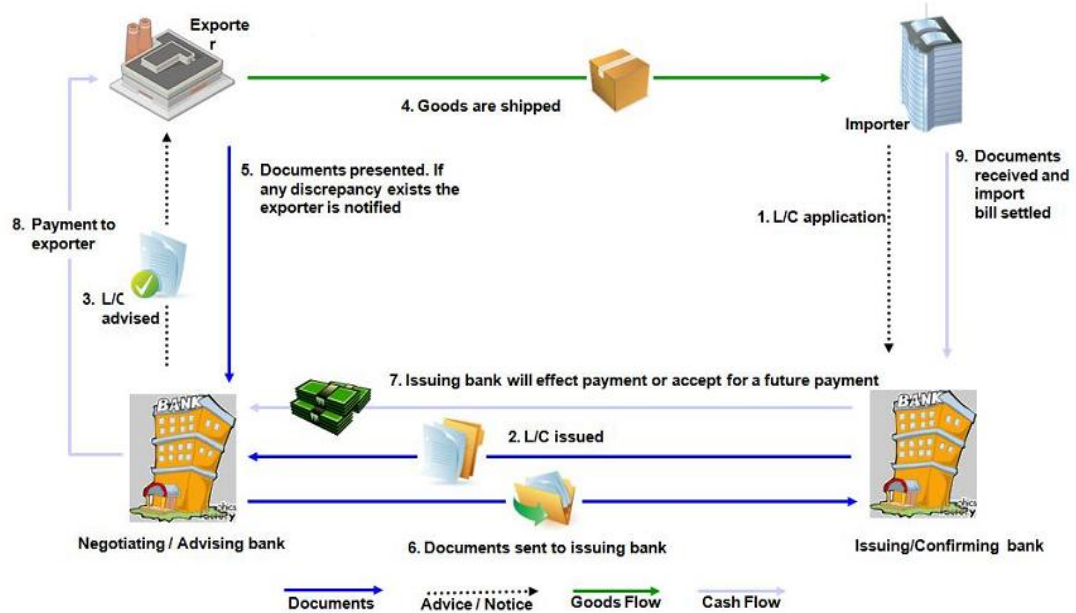 Exporte
r
4. Goods are shipped
Importer
5. Documents presented. If
any discrepancy exists the
exporter is notified
9. Documents
received and
import
bill settled
1. L/C application
8. Payment to
exporter
3. L/C
advised
7. Issuing bank will effect payment or accept for a future payment
BANK
BANK
2. L/C issued
Negotiating / Advising bank
6. Documents sent to issuing bank
Issuing/Confirming bank
Documents
Advice / Notice
Goods Flow
Cash Flow